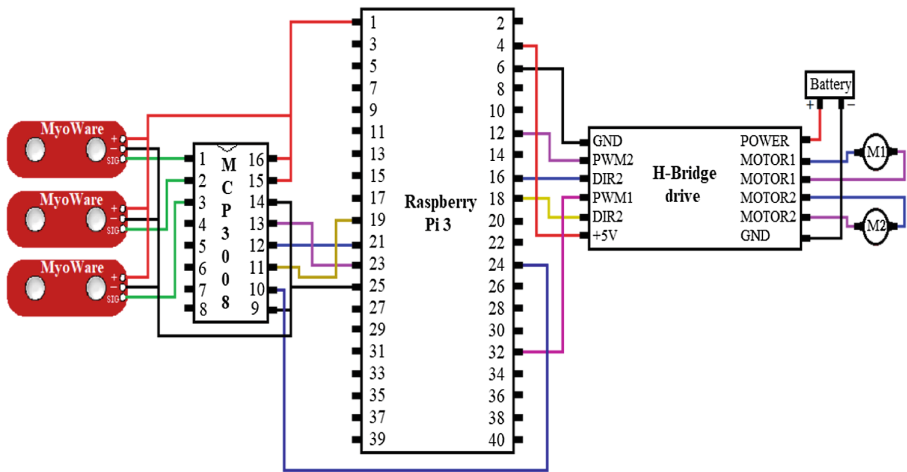 MyoWare
+
−
SIG
MyoWare
+
−
SIG
MyoWare
+
−
SIG
1 16
2 15
3 14
4 13
5 12
6 11
7 10
8 9
MCP3008
1 2
3 4
5 6
7 8
9 10
11 12
13 14
15 16
17 18
19 20
21 22
23 24
25 26
27 28
29 30
31 32
33 34
35 36
37 38
39 40
Raspberry
Pi 3
GND
PWM2
DIR2
PWM1
DIR2
+5V
H-Bridge
drive
POWER
MOTOR1
MOTOR1
MOTOR2
MOTOR2
GND
Battery
+ −
M1
M2